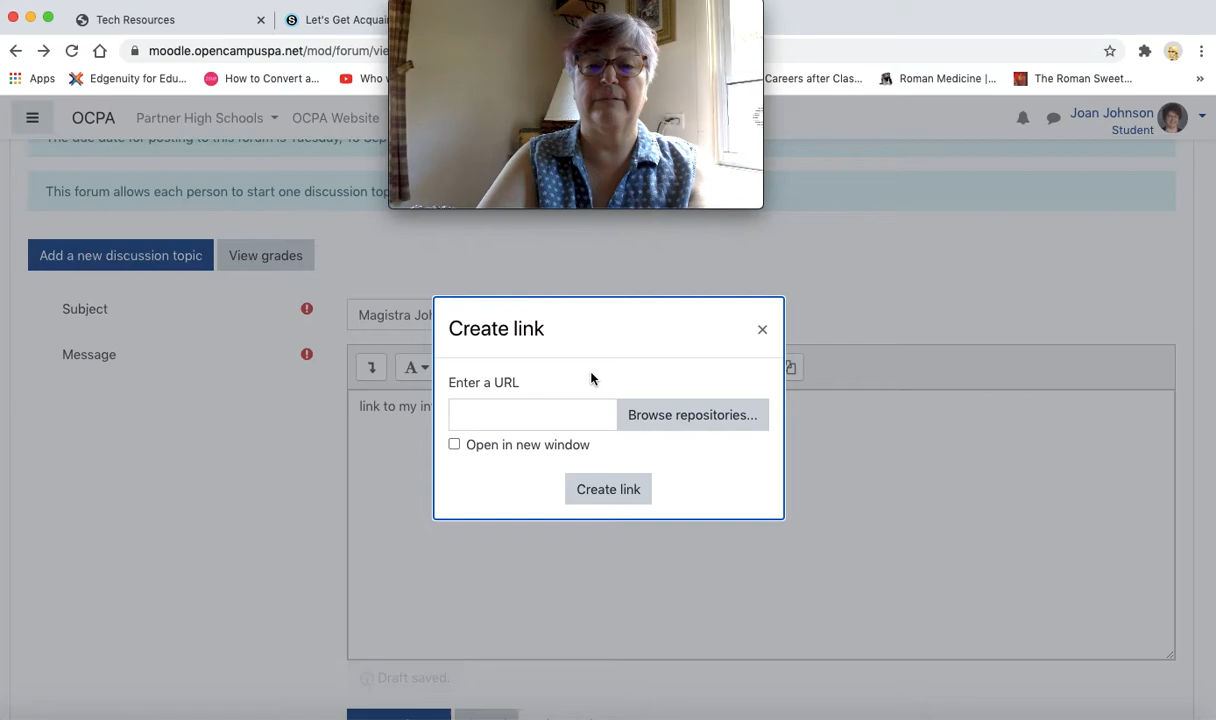 Tech Resources
Let's Get Acquai
moodle.opencampuspa.net/mod/forum/vie
Apps Edgenuity for Edu... How to Convert a... Who Careers after Clas... Roman Medicine |... The Roman Sweet... »
OCPA Partner High Schools OCPA Website Joan Johnson
Student
The due date for posting to this forum is Tuesday, 15
This forum allows each person to start one discussion top
Add a new discussion topic View grades
Subject Magistra Joh
Message
A
link to my in
Create link ×
Enter a URL
Browse repositories...
Open in new window
Create link
Draft saved.